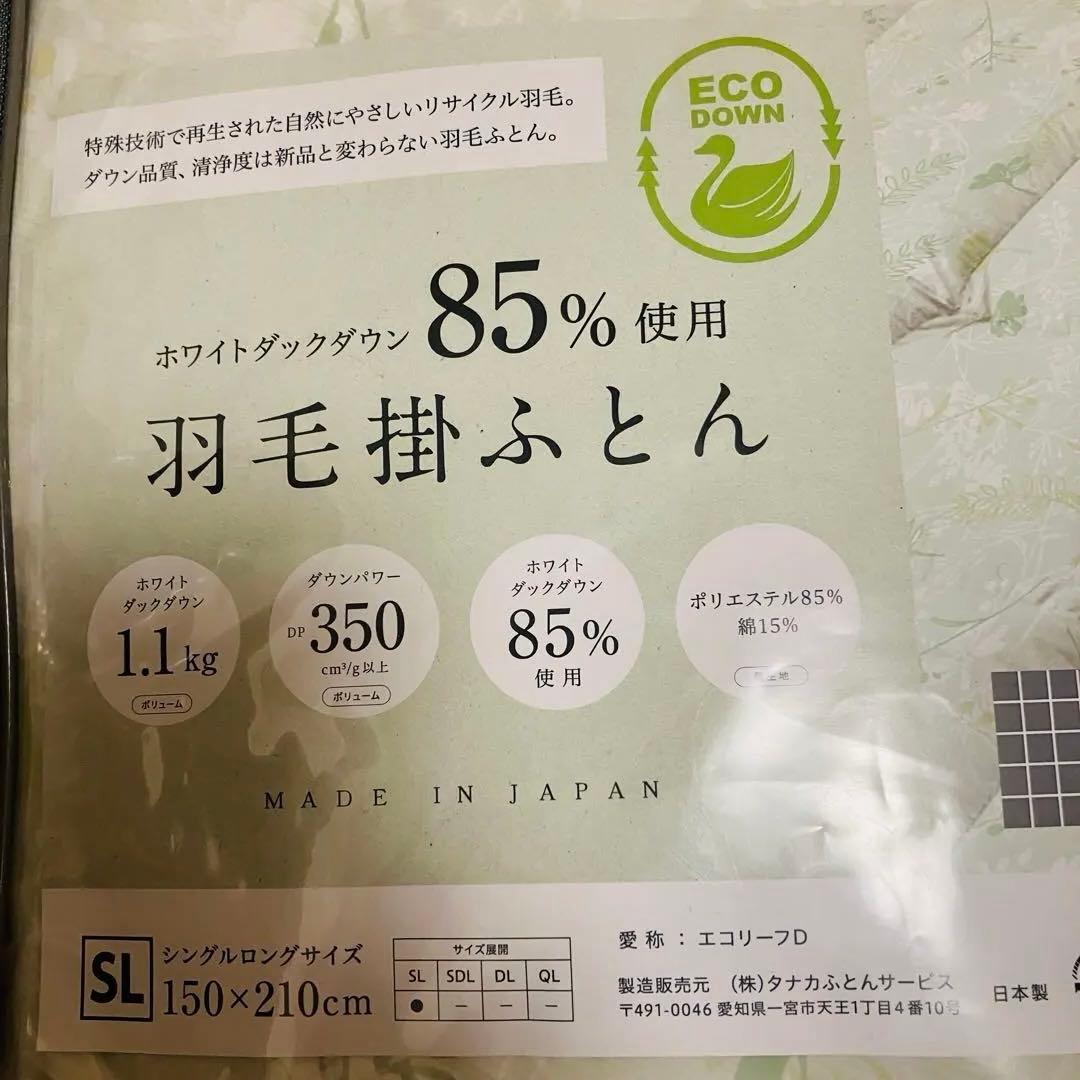 特殊技術で再生された自然にやさしいリサイクル羽毛。
ダウン品質、清浄度は新品と変わらない羽毛ふとん。
ECO
DOWN
ホワイトダックダウン 85% 使用
羽毛掛ふとん
ホワイト
ダックダウン
1.1kg
ボリューム
ダウンパワー
DP 350
cm³/g以上
ボリューム
ホワイト
ダックダウン
85%
使用
ポリエステル85%
綿15%
MADE IN JAPAN
SL シングルロングサイズ
150×210cm
サイズ展開
SL SDL DL QL
● － － －
愛称：エコリーフD
製造販売元 (株)タナカふとんサービス
〒491-0046 愛知県一宮市天王1丁目4番10号
日本製